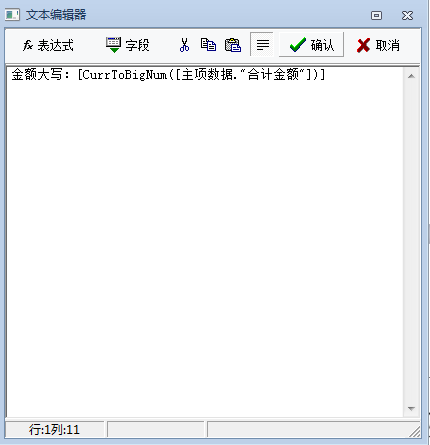 文本编辑器
fx 表达式 字段 确认 取消
金额大写: [CurrToBigNum([主项数据."合计金额"])]
行:1列:11